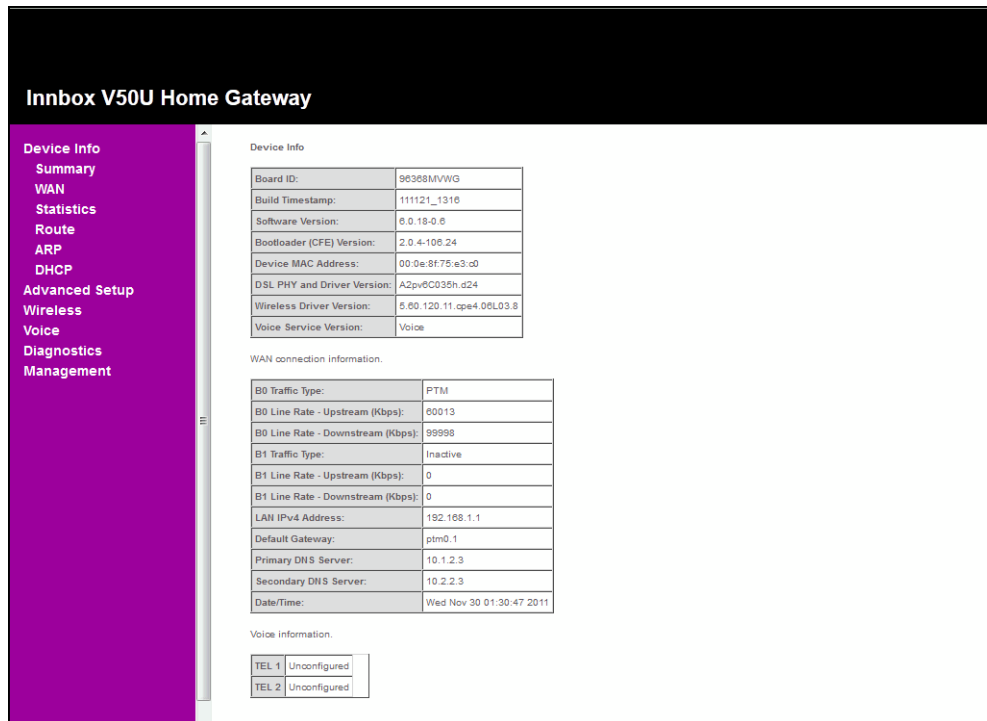 Innbox V50U Home Gateway
Device Info
Summary
WAN
Statistics
Route
ARP
DHCP
Advanced Setup
Wireless
Voice
Diagnostics
Management
Device Info
Board ID: 96368MVWG
Build Timestamp: 111121_1316
Software Version: 6.0.18-0.6
Bootloader (CFE) Version: 2.0.4-106.24
Device MAC Address: 00:0e:8f:75:e3:c0
DSL PHY and Driver Version: A2pv6C035h.d24
Wireless Driver Version: 5.60.120.11.cpe4.06L03.8
Voice Service Version: Voice
WAN connection information.
B0 Traffic Type: PTM
B0 Line Rate - Upstream (Kbps): 60013
B0 Line Rate - Downstream (Kbps): 99998
B1 Traffic Type: Inactive
B1 Line Rate - Upstream (Kbps): 0
B1 Line Rate - Downstream (Kbps): 0
LAN IPv4 Address: 192.168.1.1
Default Gateway: ptm0.1
Primary DNS Server: 10.1.2.3
Secondary DNS Server: 10.2.2.3
Date/Time: Wed Nov 30 01:30:47 2011
Voice information.
TEL 1 Unconfigured
TEL 2 Unconfigured